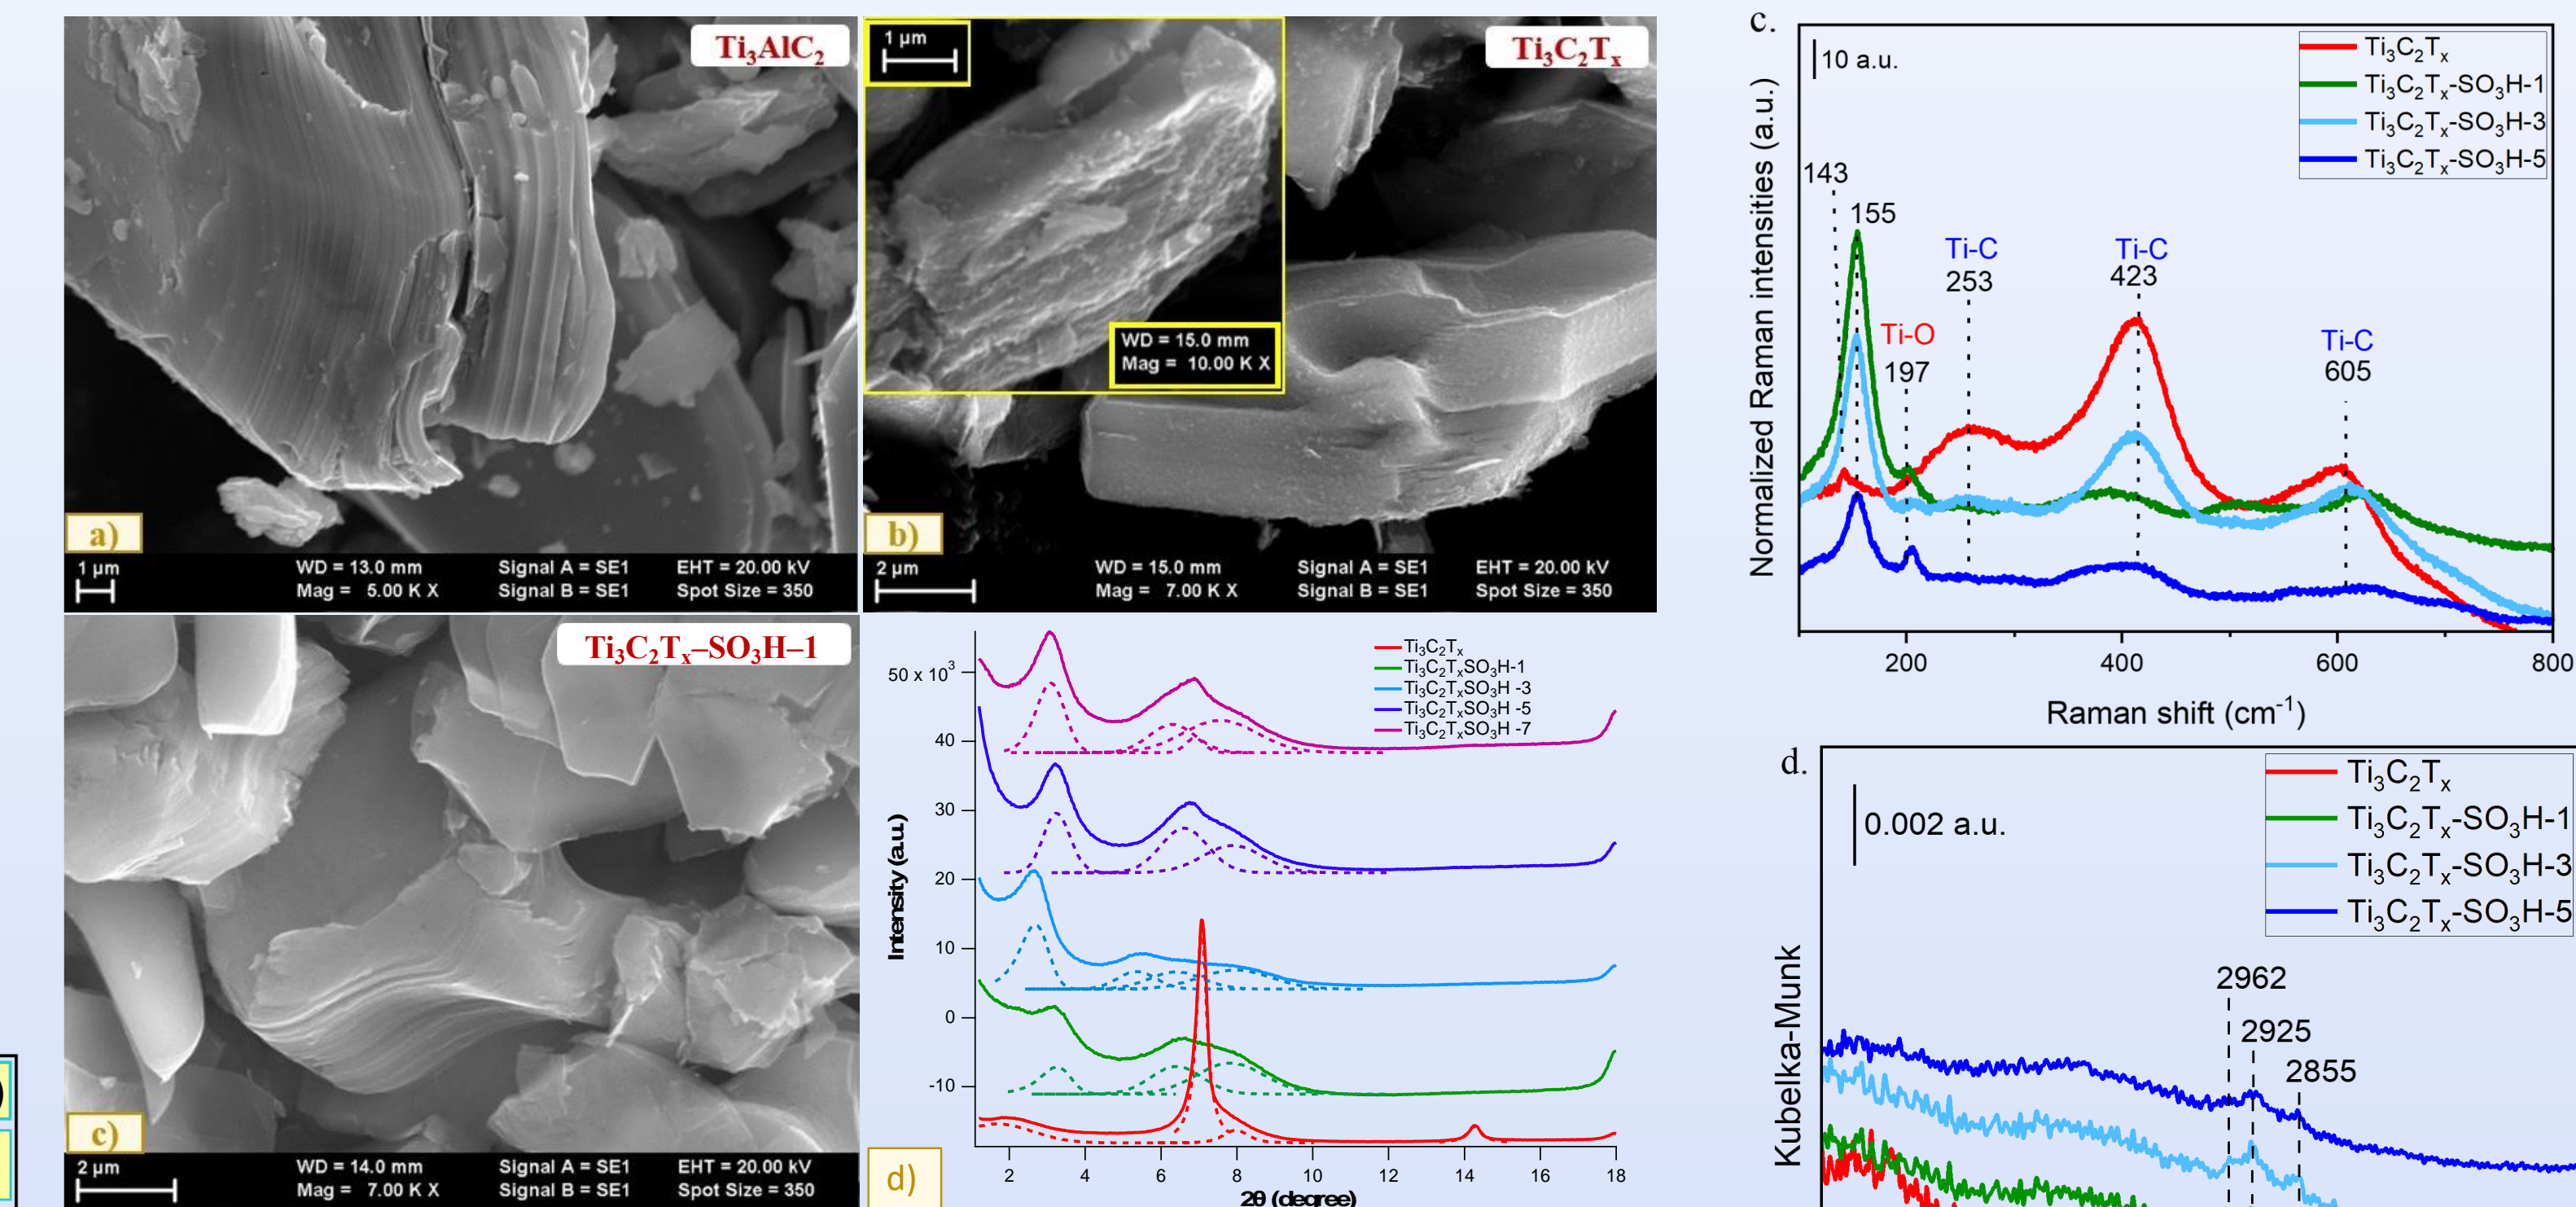 Ti₃AlC₂
a)
1 µm
WD = 13.0 mm
Mag = 5.00 K X
Signal A = SE1
Signal B = SE1
EHT = 20.00 kV
Spot Size = 350
1 µm
Ti₃C₂Tₓ
WD = 15.0 mm
Mag = 10.00 K X
b)
2 µm
WD = 15.0 mm
Mag = 7.00 K X
Signal A = SE1
Signal B = SE1
EHT = 20.00 kV
Spot Size = 350
Ti₃C₂Tₓ–SO₃H–1
c)
2 µm
WD = 14.0 mm
Mag = 7.00 K X
Signal A = SE1
Signal B = SE1
EHT = 20.00 kV
Spot Size = 350
Ti₃C₂Tₓ
Ti₃C₂TₓSO₃H-1
Ti₃C₂TₓSO₃H -3
Ti₃C₂TₓSO₃H -5
Ti₃C₂TₓSO₃H -7
50 x 10³
40
30
20
10
0
-10
Intensity (a.u.)
2 4 6 8 10 12 14 16 18
2θ (degree)
d)
c.
10 a.u.
Ti₃C₂Tₓ
Ti₃C₂Tₓ-SO₃H-1
Ti₃C₂Tₓ-SO₃H-3
Ti₃C₂Tₓ-SO₃H-5
143
155
Ti-O
197
Ti-C
253
Ti-C
423
Ti-C
605
Normalized Raman intensities (a.u.)
200 400 600 800
Raman shift (cm⁻¹)
d.
0.002 a.u.
Ti₃C₂Tₓ
Ti₃C₂Tₓ-SO₃H-1
Ti₃C₂Tₓ-SO₃H-3
Ti₃C₂Tₓ-SO₃H-5
2962
2925
2855
Kubelka-Munk